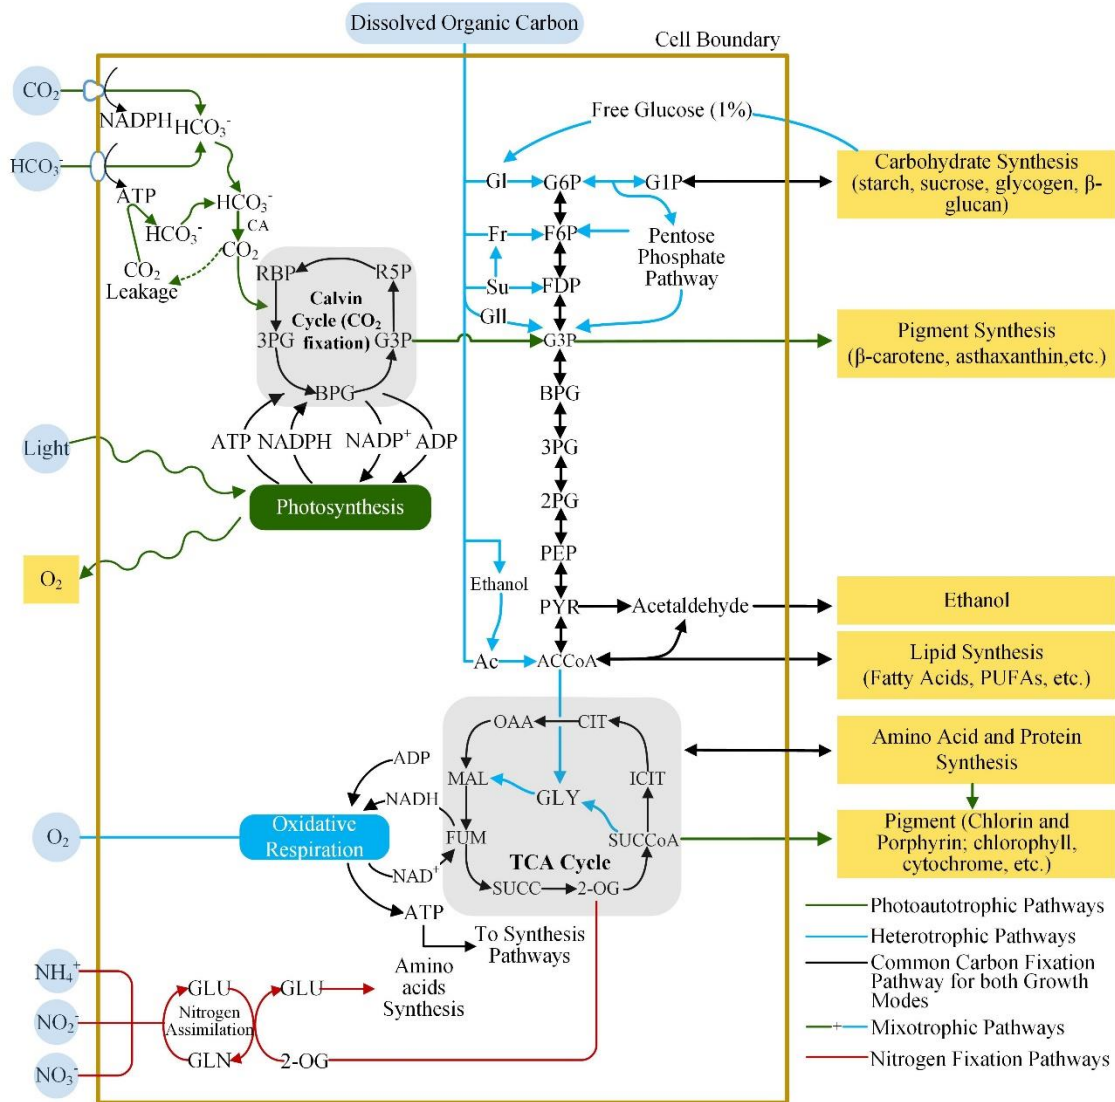 Dissolved Organic Carbon
Cell Boundary
CO₂
NADPH
HCO₃⁻
HCO₃⁻
ATP
HCO₃⁻
HCO₃⁻
CA
CO₂
CO₂
Leakage
Free Glucose (1%)
Carbohydrate Synthesis
(starch, sucrose, glycogen, β-
glucan)
Gl
G6P
G1P
Fr
F6P
Pentose
Phosphate
Pathway
Su
FDP
Gll
G3P
RBP
R5P
Calvin
Cycle (CO₂
fixation)
3PG
G3P
BPG
Pigment Synthesis
(β-carotene, asthaxanthin,etc.)
BPG
ATP
NADPH
NADP⁺
ADP
3PG
Light
Photosynthesis
2PG
O₂
PEP
Ethanol
PYR
Acetaldehyde
Ethanol
Ac
ACCoA
Lipid Synthesis
(Fatty Acids, PUFAs, etc.)
OAA
CIT
Amino Acid and Protein
Synthesis
ADP
MAL
ICIT
NADH
GLY
O₂
Oxidative
Respiration
FUM
SUCCoA
TCA Cycle
Pigment (Chlorin and
Porphyrin; chlorophyll,
cytochrome, etc.)
NAD⁺
SUCC
2-OG
ATP
To Synthesis
Pathways
Photoautotrophic Pathways
Heterotrophic Pathways
Common Carbon Fixation
Pathway for both Growth
Modes
+
Mixotrophic Pathways
Nitrogen Fixation Pathways
NH₄⁺
NO₂⁻
NO₃⁻
GLU
Nitrogen
Assimilation
GLN
GLU
2-OG
Amino
acids
Synthesis